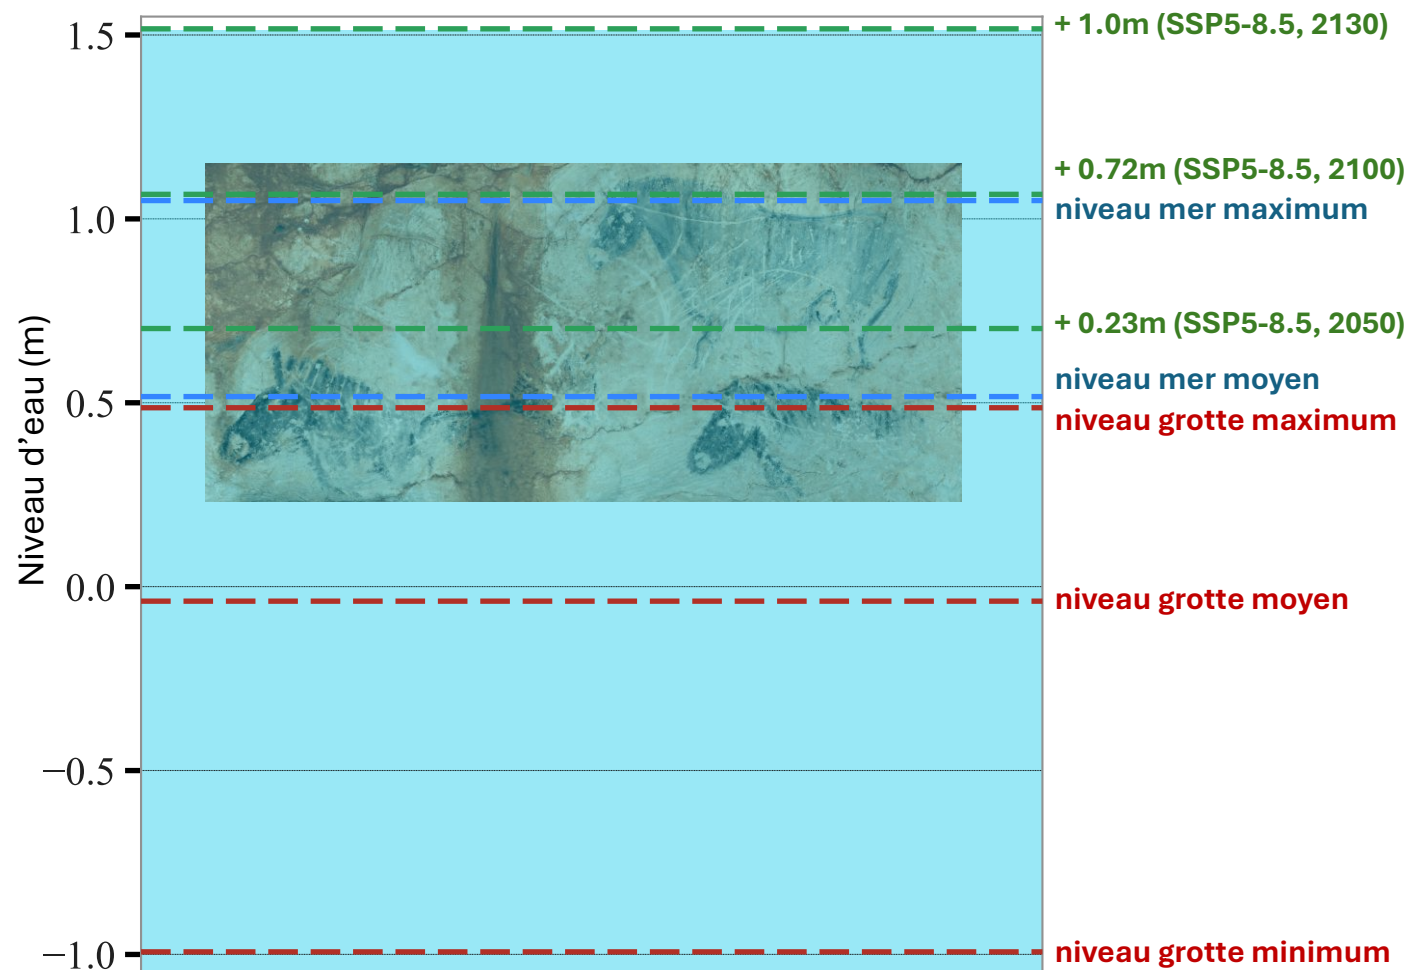 + 1.0m (SSP5-8.5, 2130)
1.5
+ 0.72m (SSP5-8.5, 2100)
niveau mer maximum
1.0
+ 0.23m (SSP5-8.5, 2050)
niveau mer moyen
0.5
niveau grotte maximum
Niveau d’eau (m)
0.0
niveau grotte moyen
−0.5
niveau grotte minimum
−1.0